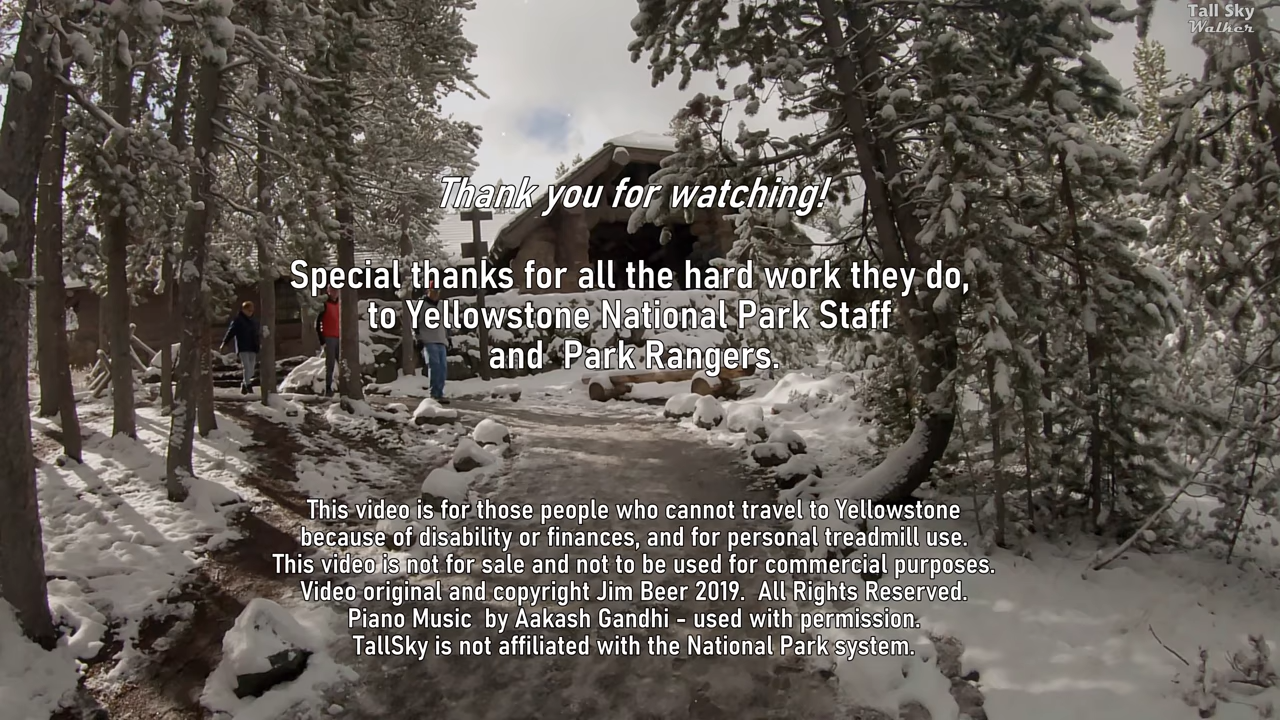 Tall Sky
Walker
Thank you for watching!
Special thanks for all the hard work they do,
to Yellowstone National Park Staff
and  Park Rangers.
This video is for those people who cannot travel to Yellowstone
because of disability or finances, and for personal treadmill use.
This video is not for sale and not to be used for commercial purposes.
Video original and copyright Jim Beer 2019.  All Rights Reserved.
Piano Music  by Aakash Gandhi - used with permission.
TallSky is not affiliated with the National Park system.